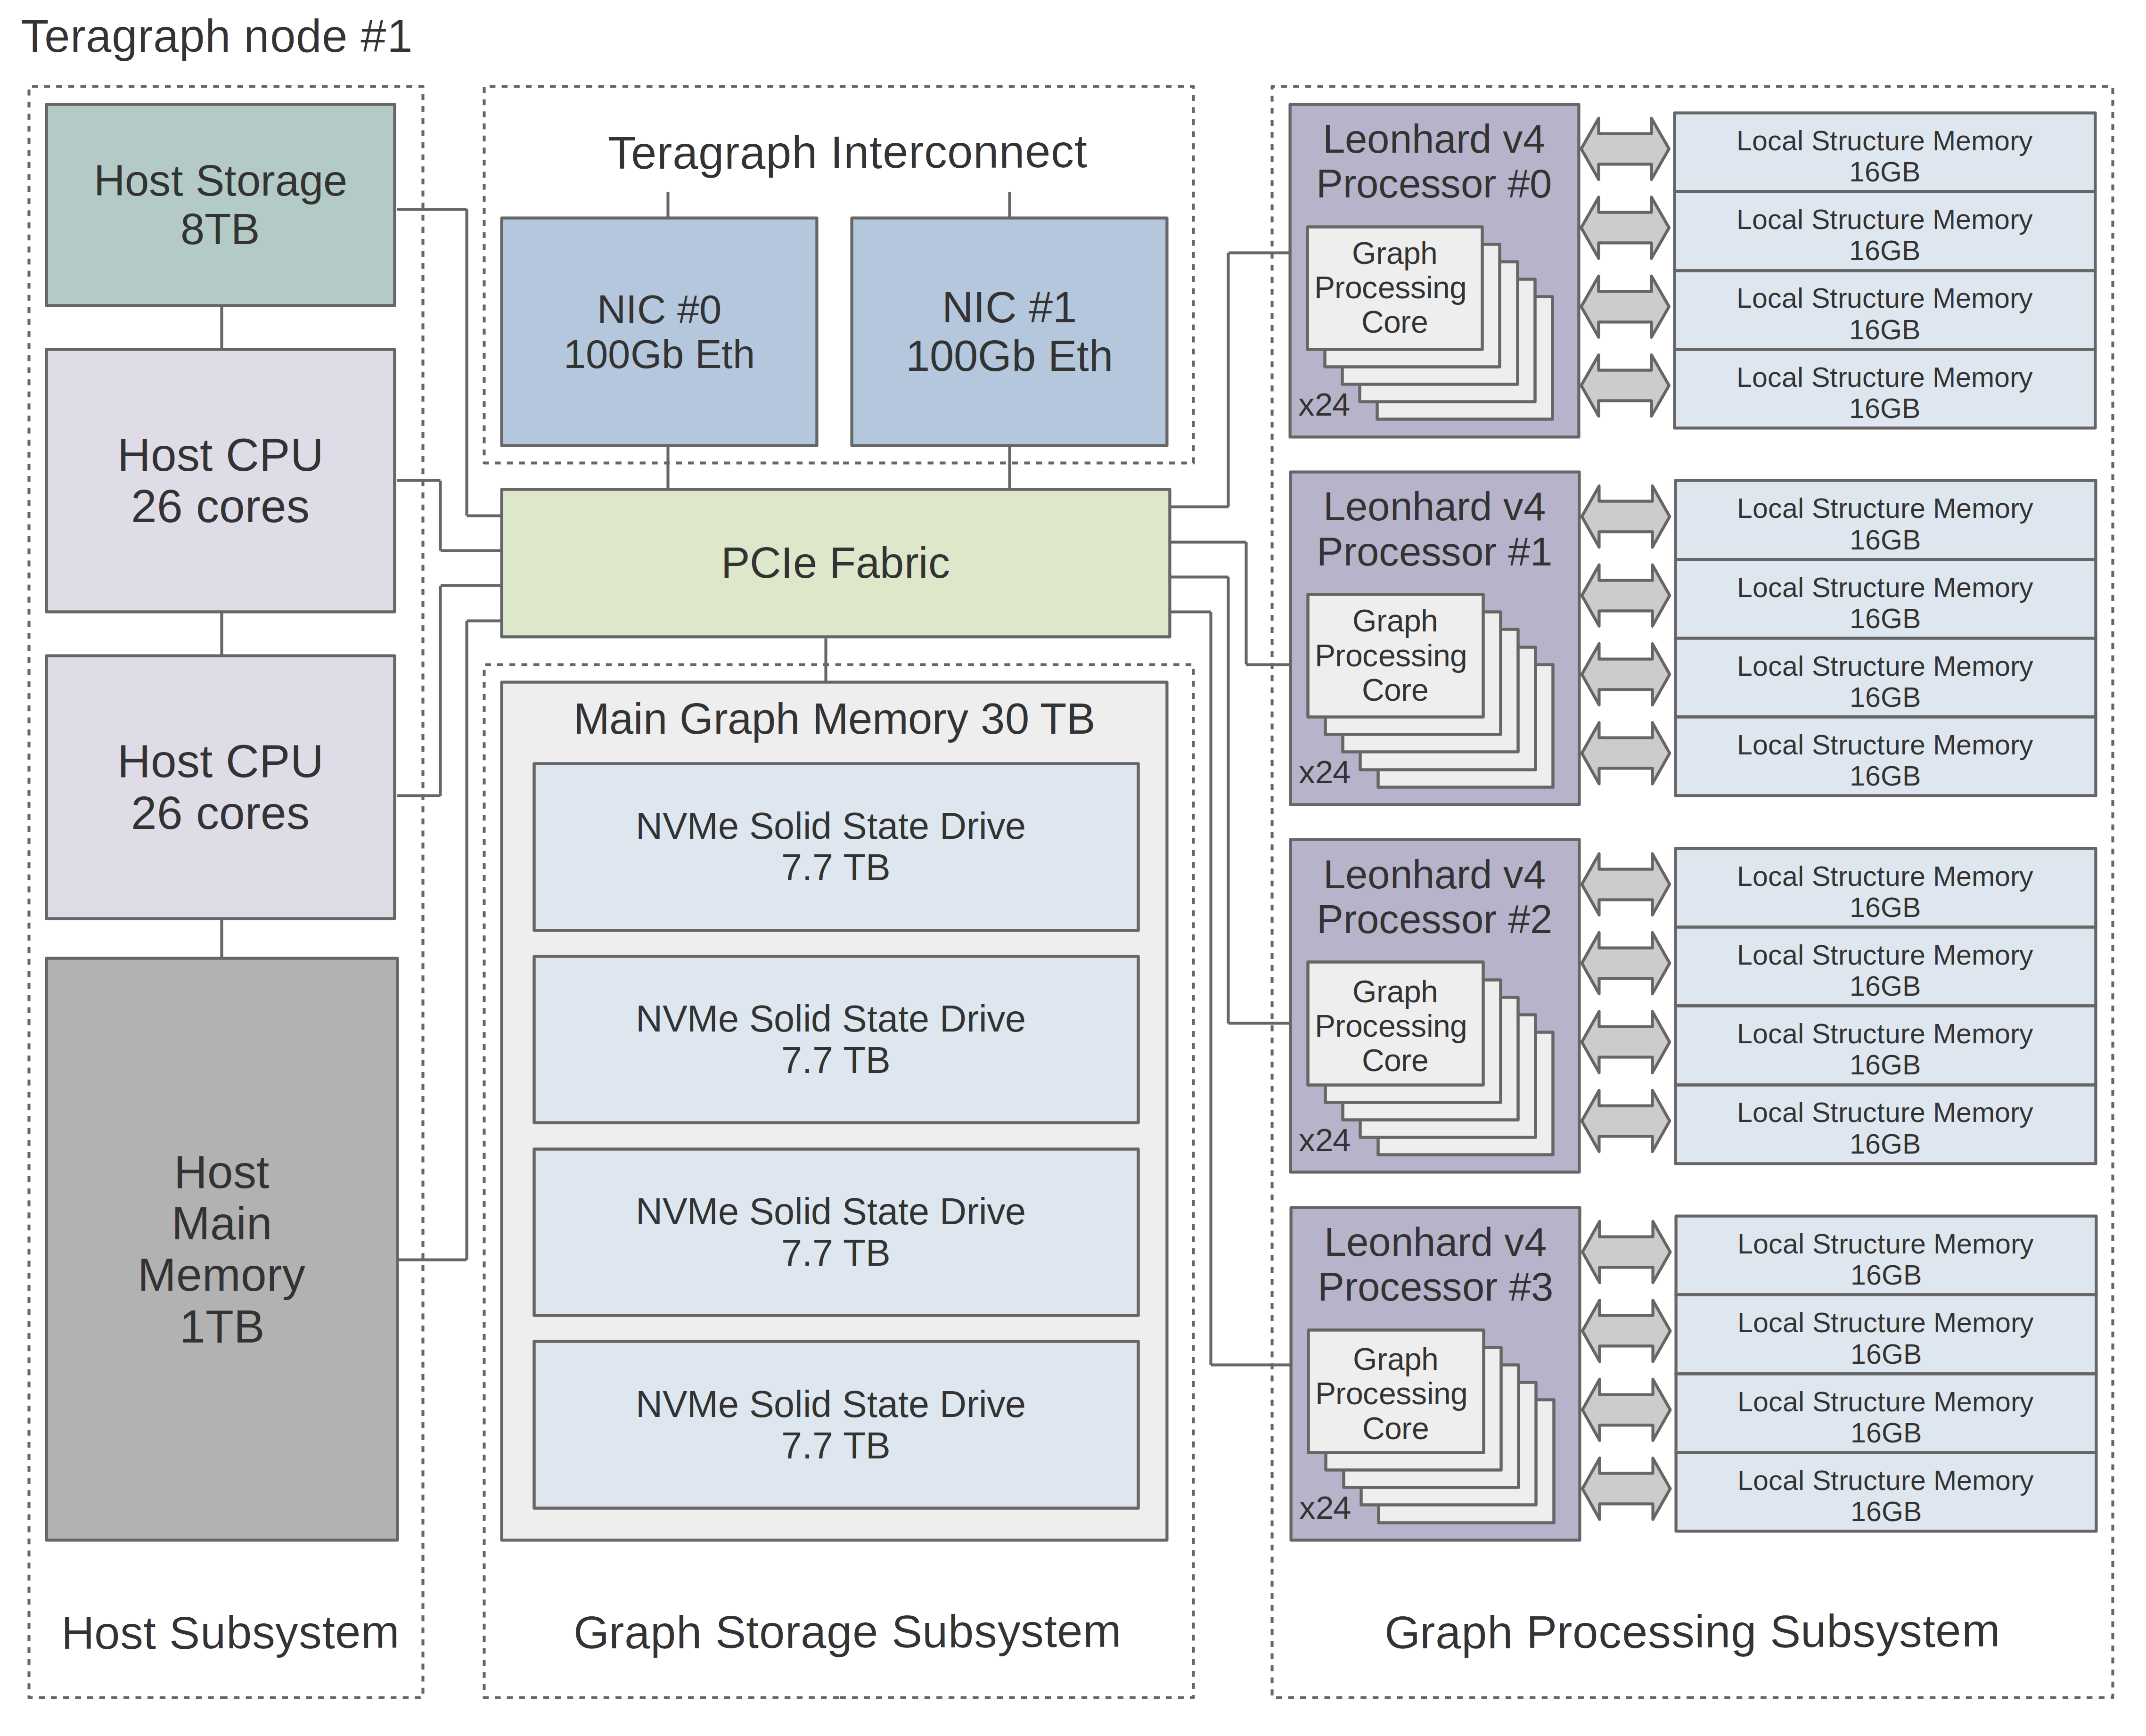 Teragraph node #1
Host Storage
8TB
Host CPU
26 cores
Host CPU
26 cores
Host
Main
Memory
1TB
Host Subsystem
Teragraph Interconnect
NIC #0
100Gb Eth
NIC #1
100Gb Eth
PCIe Fabric
Main Graph Memory 30 TB
NVMe Solid State Drive
7.7 TB
NVMe Solid State Drive
7.7 TB
NVMe Solid State Drive
7.7 TB
NVMe Solid State Drive
7.7 TB
Graph Storage Subsystem
Leonhard v4
Processor #0
Graph
Processing
Core
x24
Local Structure Memory
16GB
Local Structure Memory
16GB
Local Structure Memory
16GB
Local Structure Memory
16GB
Leonhard v4
Processor #1
Graph
Processing
Core
x24
Local Structure Memory
16GB
Local Structure Memory
16GB
Local Structure Memory
16GB
Local Structure Memory
16GB
Leonhard v4
Processor #2
Graph
Processing
Core
x24
Local Structure Memory
16GB
Local Structure Memory
16GB
Local Structure Memory
16GB
Local Structure Memory
16GB
Leonhard v4
Processor #3
Graph
Processing
Core
x24
Local Structure Memory
16GB
Local Structure Memory
16GB
Local Structure Memory
16GB
Local Structure Memory
16GB
Graph Processing Subsystem